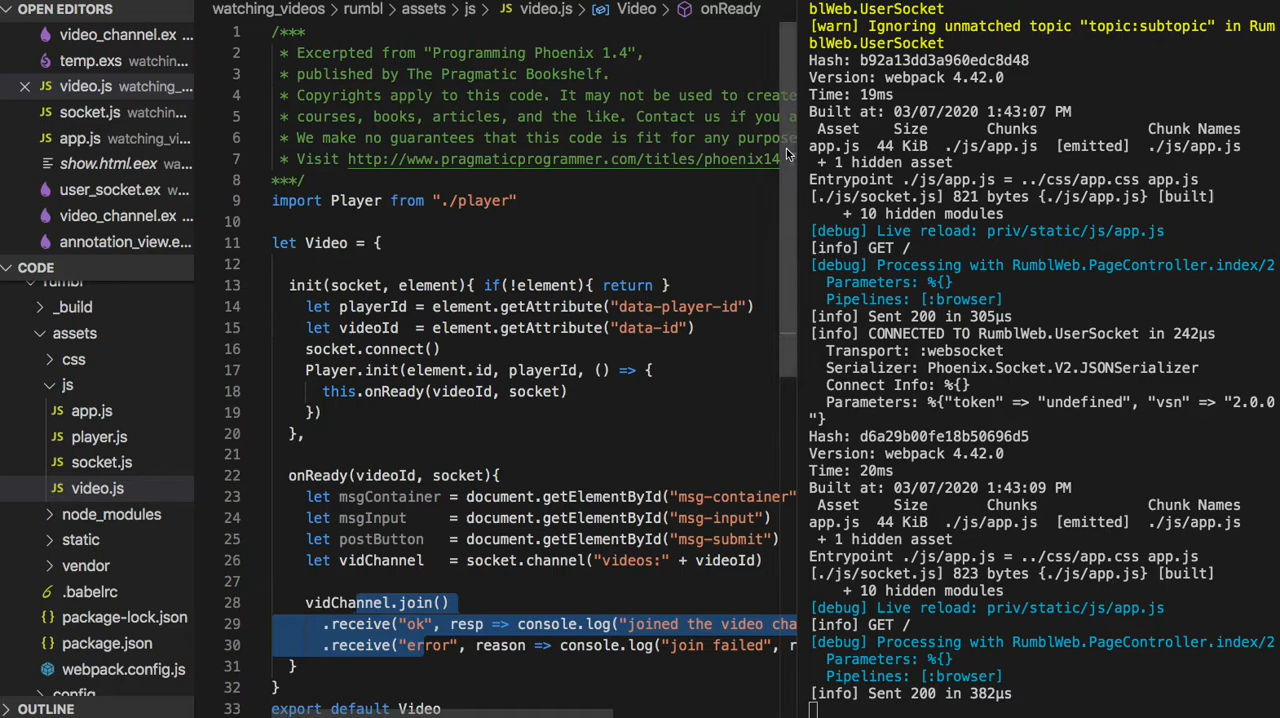 OPEN EDITORS
video_channel.ex ...
temp.exs watchin...
JS video.js watching_...
JS socket.js watching...
JS app.js watching_vi...
show.html.eex
user_socket.ex
video_channel.ex ...
annotation_view.e...
CODE
rumbl
_build
assets
css
js
JS app.js
JS player.js
JS socket.js
JS video.js
node_modules
static
vendor
.babelrc
package-lock.json
package.json
webpack.config.js
config
OUTLINE
watching_videos > rumbl > assets > js > JS video.js > Video > onReady
1 /***
2 * Excerpted from "Programming Phoenix 1.4",
3 * published by The Pragmatic Bookshelf.
4 * Copyrights apply to this code. It may not be used to create
5 * courses, books, articles, and the like. Contact us if you a
6 * We make no guarantees that this code is fit for any purpose
7 * Visit http://www.pragmaticprogrammer.com/titles/phoenix14
8 ***/
9 import Player from "./player"
10
11 let Video = {
12
13 init(socket, element){ if(!element){ return }
14 let playerId = element.getAttribute("data-player-id")
15 let videoId = element.getAttribute("data-id")
16 socket.connect()
17 Player.init(element.id, playerId, () => {
18 this.onReady(videoId, socket)
19 })
20 },
21
22 onReady(videoId, socket){
23 let msgContainer = document.getElementById("msg-container"
24 let msgInput = document.getElementById("msg-input")
25 let postButton = document.getElementById("msg-submit")
26 let vidChannel = socket.channel("videos:" + videoId)
27
28 vidChannel.join()
29 .receive("ok", resp => console.log("joined the video cha
30 .receive("error", reason => console.log("join failed", r
31 }
32 }
33 export default Video
blWeb.UserSocket
[warn] Ignoring unmatched topic "topic:subtopic" in Rum
blWeb.UserSocket
Hash: b92a13dd3a960edc8d48
Version: webpack 4.42.0
Time: 19ms
Built at: 03/07/2020 1:43:07 PM
Asset Size Chunks Chunk Names
app.js 44 KiB ./js/app.js [emitted] ./js/app.js
+ 1 hidden asset
Entrypoint ./js/app.js = ../css/app.css app.js
[./js/socket.js] 821 bytes {./js/app.js} [built]
+ 10 hidden modules
[debug] Live reload: priv/static/js/app.js
[info] GET /
[debug] Processing with RumblWeb.PageController.index/2
Parameters: %{}
Pipelines: [:browser]
[info] Sent 200 in 305µs
[info] CONNECTED TO RumblWeb.UserSocket in 242µs
Transport: :websocket
Serializer: Phoenix.Socket.V2.JSONSerializer
Connect Info: %{}
Parameters: %{"token" => "undefined", "vsn" => "2.0.0
"}
Hash: d6a29b00fe18b50696d5
Version: webpack 4.42.0
Time: 20ms
Built at: 03/07/2020 1:43:09 PM
Asset Size Chunks Chunk Names
app.js 44 KiB ./js/app.js [emitted] ./js/app.js
+ 1 hidden asset
Entrypoint ./js/app.js = ../css/app.css app.js
[./js/socket.js] 823 bytes {./js/app.js} [built]
+ 10 hidden modules
[debug] Live reload: priv/static/js/app.js
[info] GET /
[debug] Processing with RumblWeb.PageController.index/2
Parameters: %{}
Pipelines: [:browser]
[info] Sent 200 in 382µs